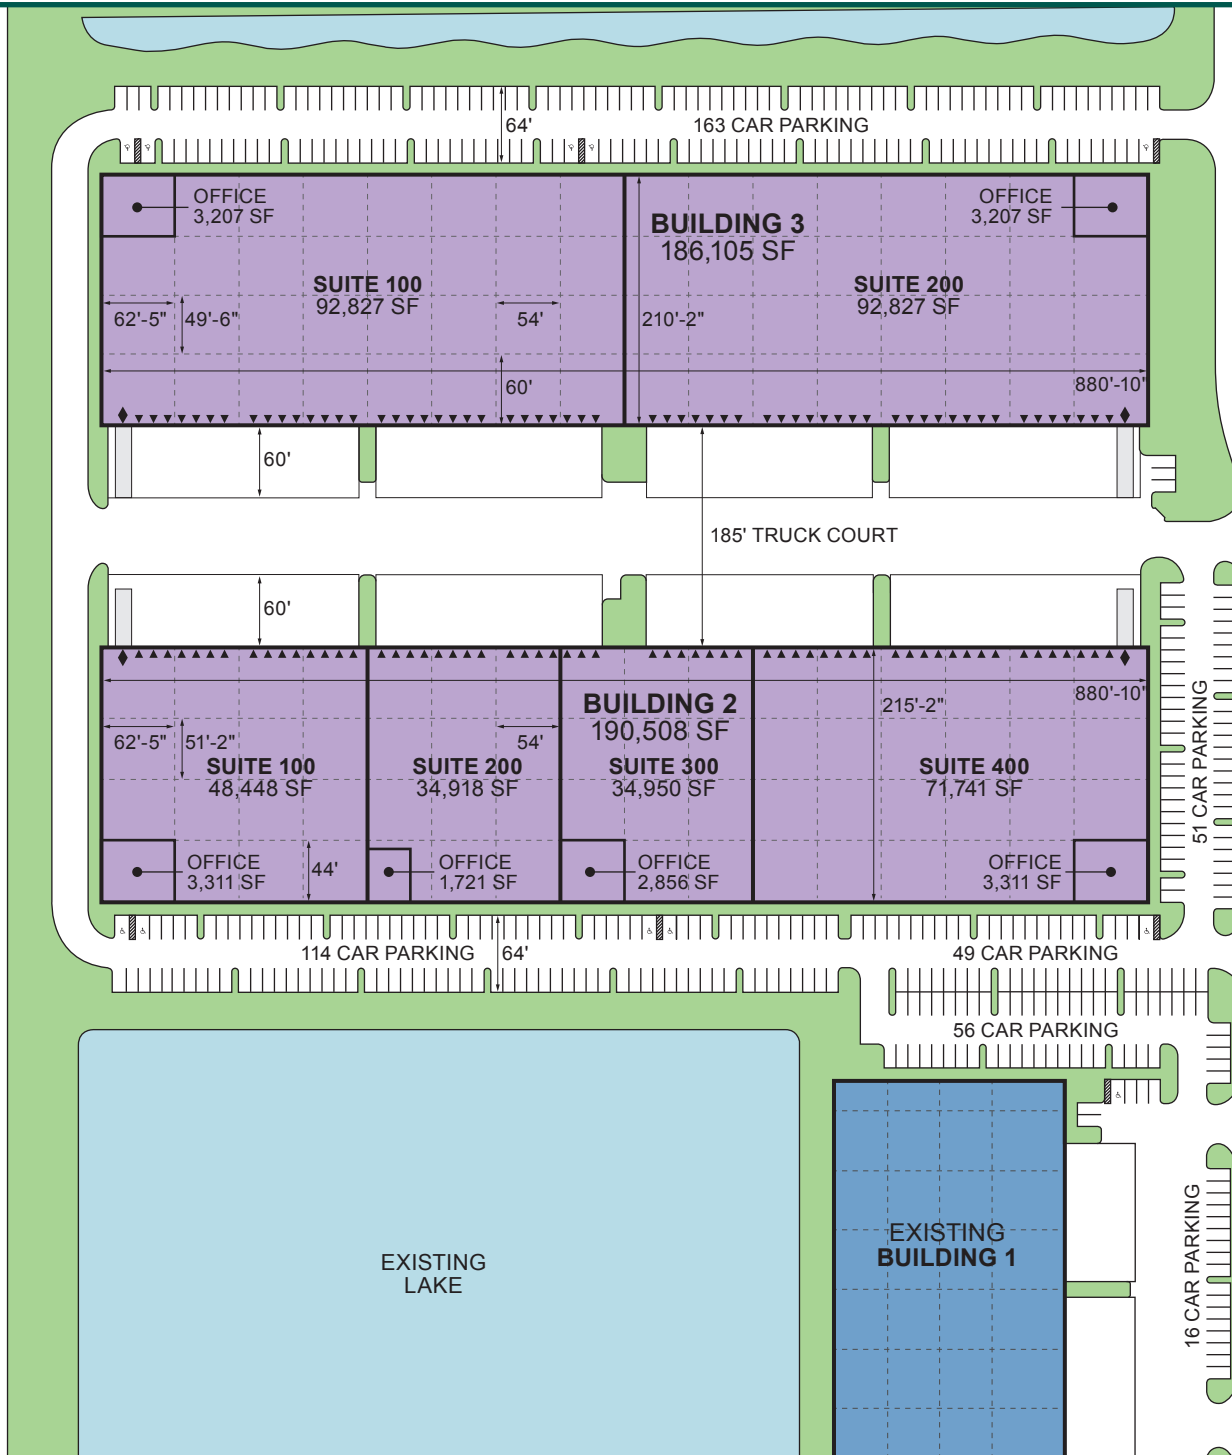 64'
163 CAR PARKING
OFFICE
3,207 SF
OFFICE
3,207 SF
BUILDING 3
186,105 SF
SUITE 100
92,827 SF
SUITE 200
92,827 SF
62'-5"
49'-6"
54'
210'-2"
60'
880'-10'
60'
185' TRUCK COURT
60'
880'-10'
BUILDING 2
190,508 SF
215'-2"
62'-5"
51'-2"
54'
SUITE 100
48,448 SF
SUITE 200
34,918 SF
SUITE 300
34,950 SF
SUITE 400
71,741 SF
51 CAR PARKING
OFFICE
3,311 SF
44'
OFFICE
1,721 SF
OFFICE
2,856 SF
OFFICE
3,311 SF
114 CAR PARKING
64'
49 CAR PARKING
56 CAR PARKING
EXISTING
LAKE
EXISTING
BUILDING 1
16 CAR PARKING